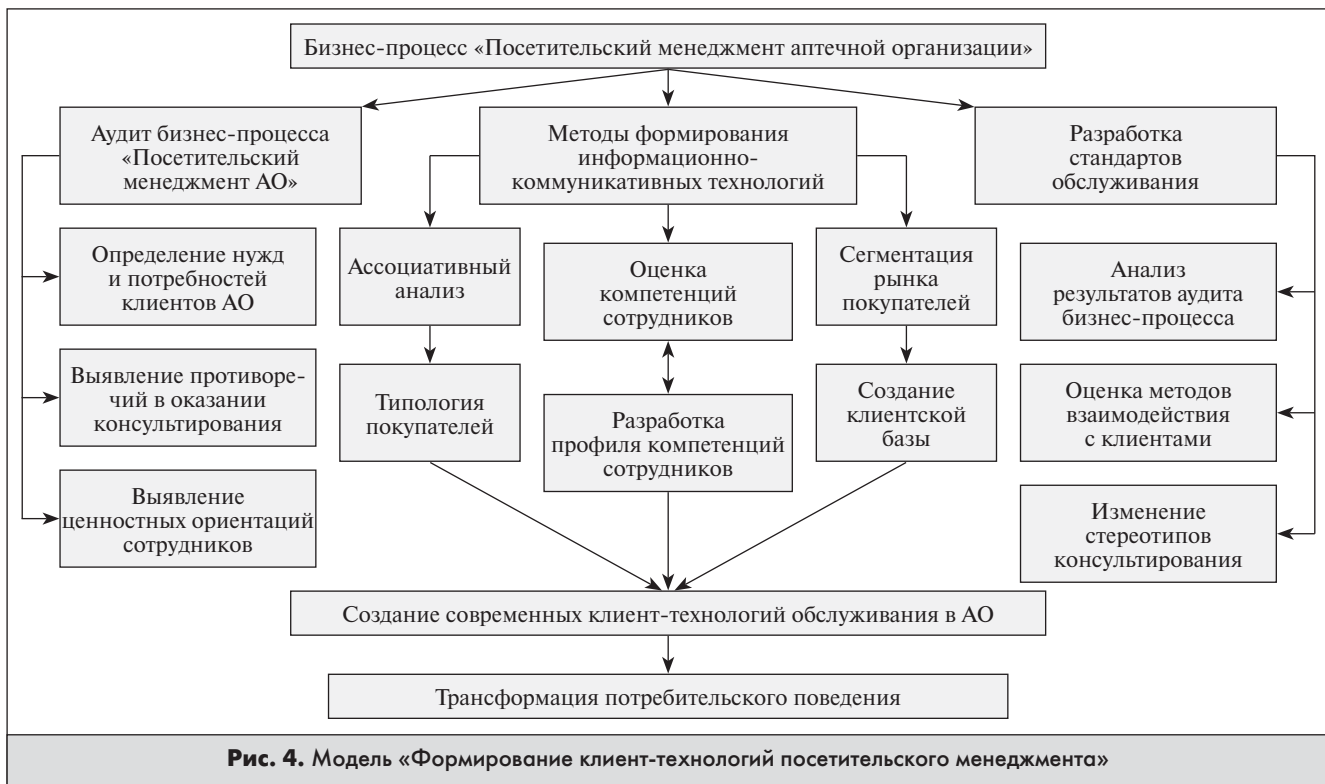 Бизнес-процесс «Посетительский менеджмент аптечной организации»
Аудит бизнес-процесса
«Посетительский
менеджмент АО»
Методы формирования
информационно-
коммуникативных технологий
Разработка
стандартов
обслуживания
Определение нужд
и потребностей
клиентов АО
Ассоциативный
анализ
Оценка
компетенций
сотрудников
Сегментация
рынка
покупателей
Анализ
результатов аудита
бизнес-процесса
Выявление противоре-
чий в оказании
консультирования
Типология
покупателей
Разработка
профиля компетенций
сотрудников
Создание
клиентской
базы
Оценка методов
взаимодействия
с клиентами
Выявление
ценностных ориентаций
сотрудников
Изменение
стереотипов
консультирования
Создание современных клиент-технологий обслуживания в АО
Трансформация потребительского поведения
Рис. 4. Модель «Формирование клиент-технологий посетительского менеджмента»